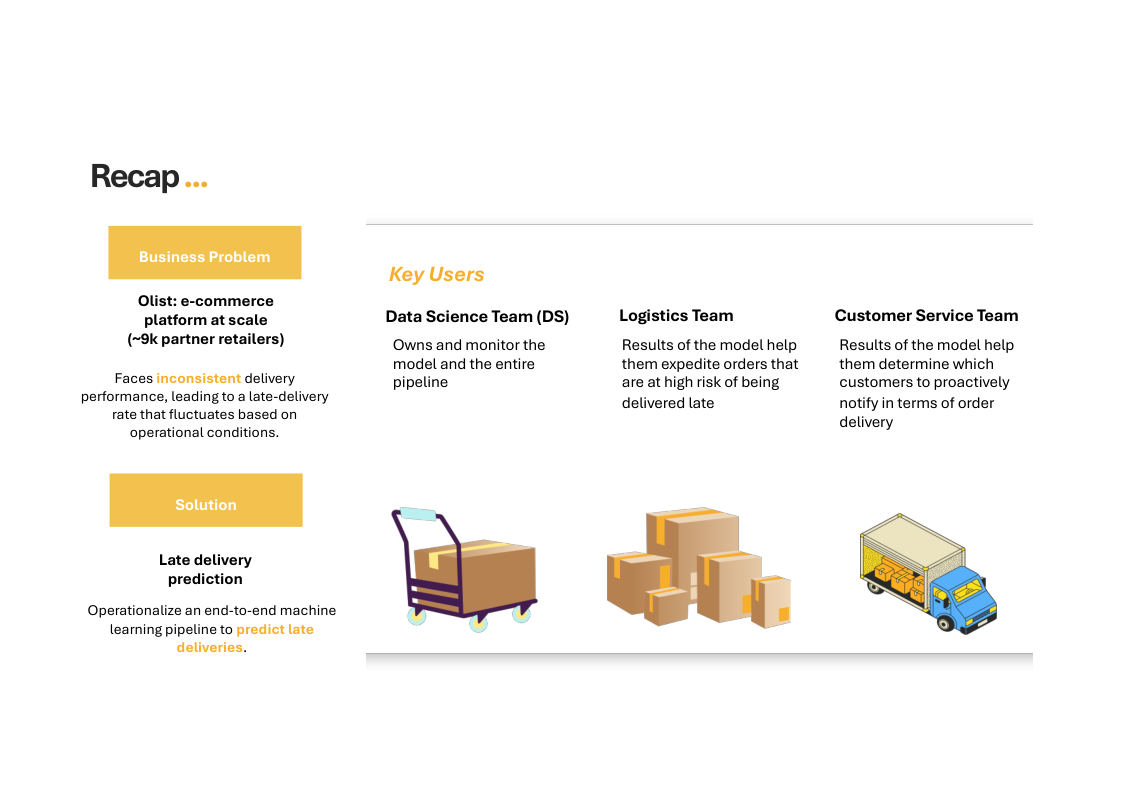 Recap ...
Business Problem
Olist: e-commerce
platform at scale
(~9k partner retailers)
Faces inconsistent delivery
performance, leading to a late-delivery
rate that fluctuates based on
operational conditions.
Solution
Late delivery
prediction
Operationalize an end-to-end machine
learning pipeline to predict late
deliveries.
Key Users
Data Science Team (DS)
Owns and monitor the
model and the entire
pipeline
Logistics Team
Results of the model help
them expedite orders that
are at high risk of being
delivered late
Customer Service Team
Results of the model help
them determine which
customers to proactively
notify in terms of order
delivery